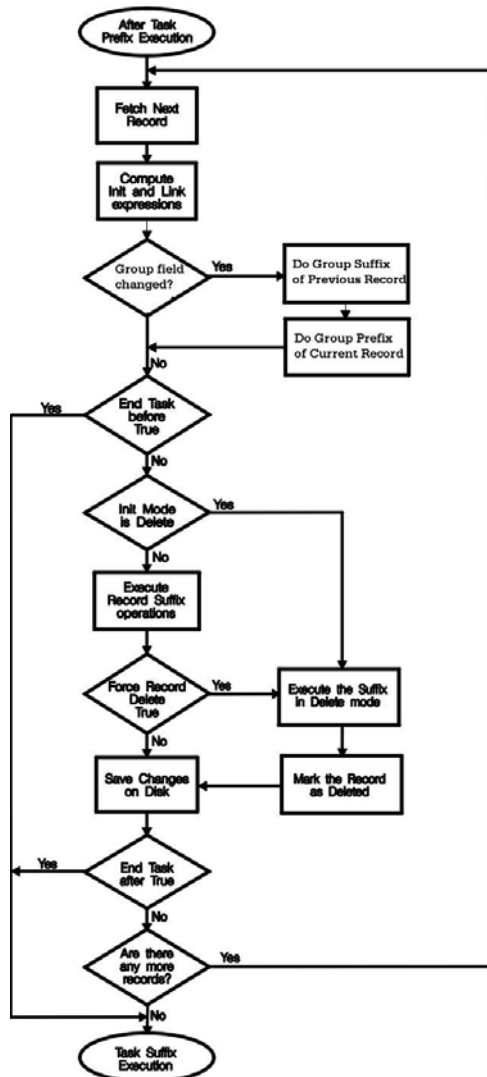 After Task
Prefix Execution
Fetch Next
Record
Compute
Init and Link
expressions
Group field
changed?
Yes
Do Group Suffix
of Previous Record
Do Group Prefix
of Current Record
No
Yes
End Task
before
True
No
Init Mode
is Delete
Yes
No
Execute
Record Suffix
operations
Force Record
Delete
True
Yes
Execute the Suffix
in Delete mode
No
Save Changes
on Disk
Mark the Record
as Deleted
Yes
End Task
after True
No
Are there
any more
records?
Yes
No
Task Suffix
Execution